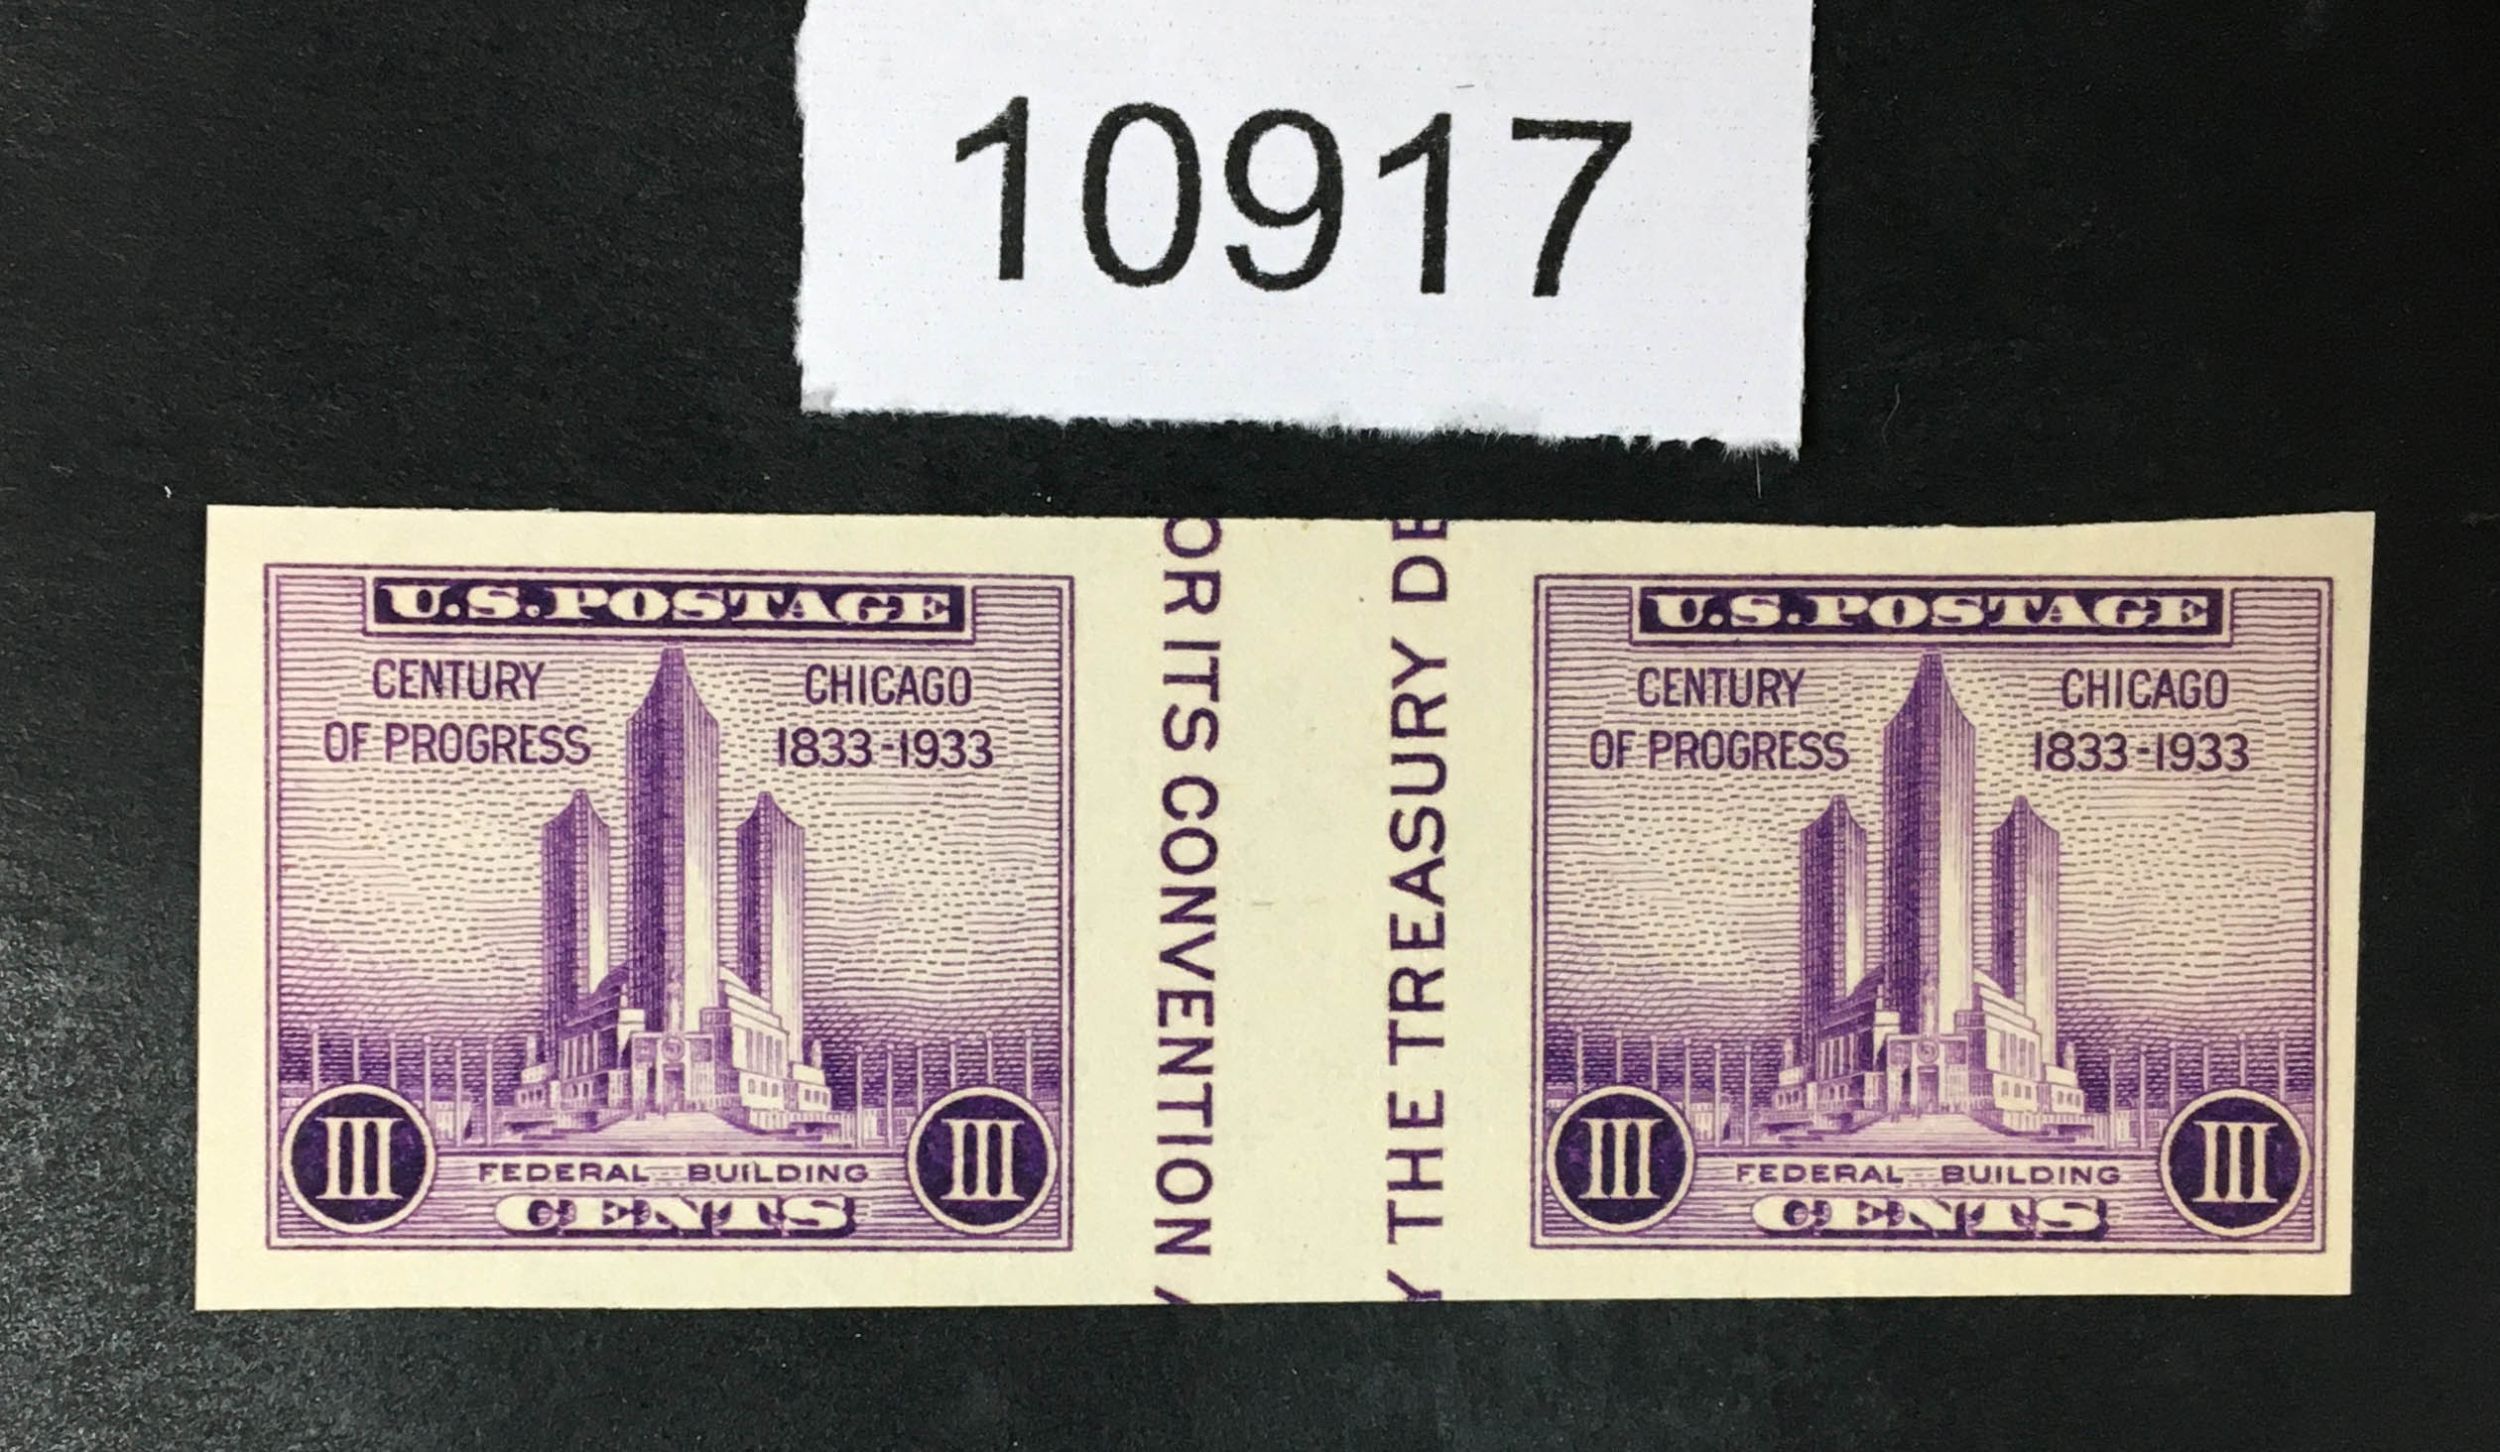 10917
U.S. POSTAGE
CENTURY
OF PROGRESS
CHICAGO
1833-1933
III
FEDERAL BUILDING
CENTS
III
OR ITS CONVENTION
Y THE TREASURY DE
U.S. POSTAGE
CENTURY
OF PROGRESS
CHICAGO
1833-1933
III
FEDERAL BUILDING
CENTS
III